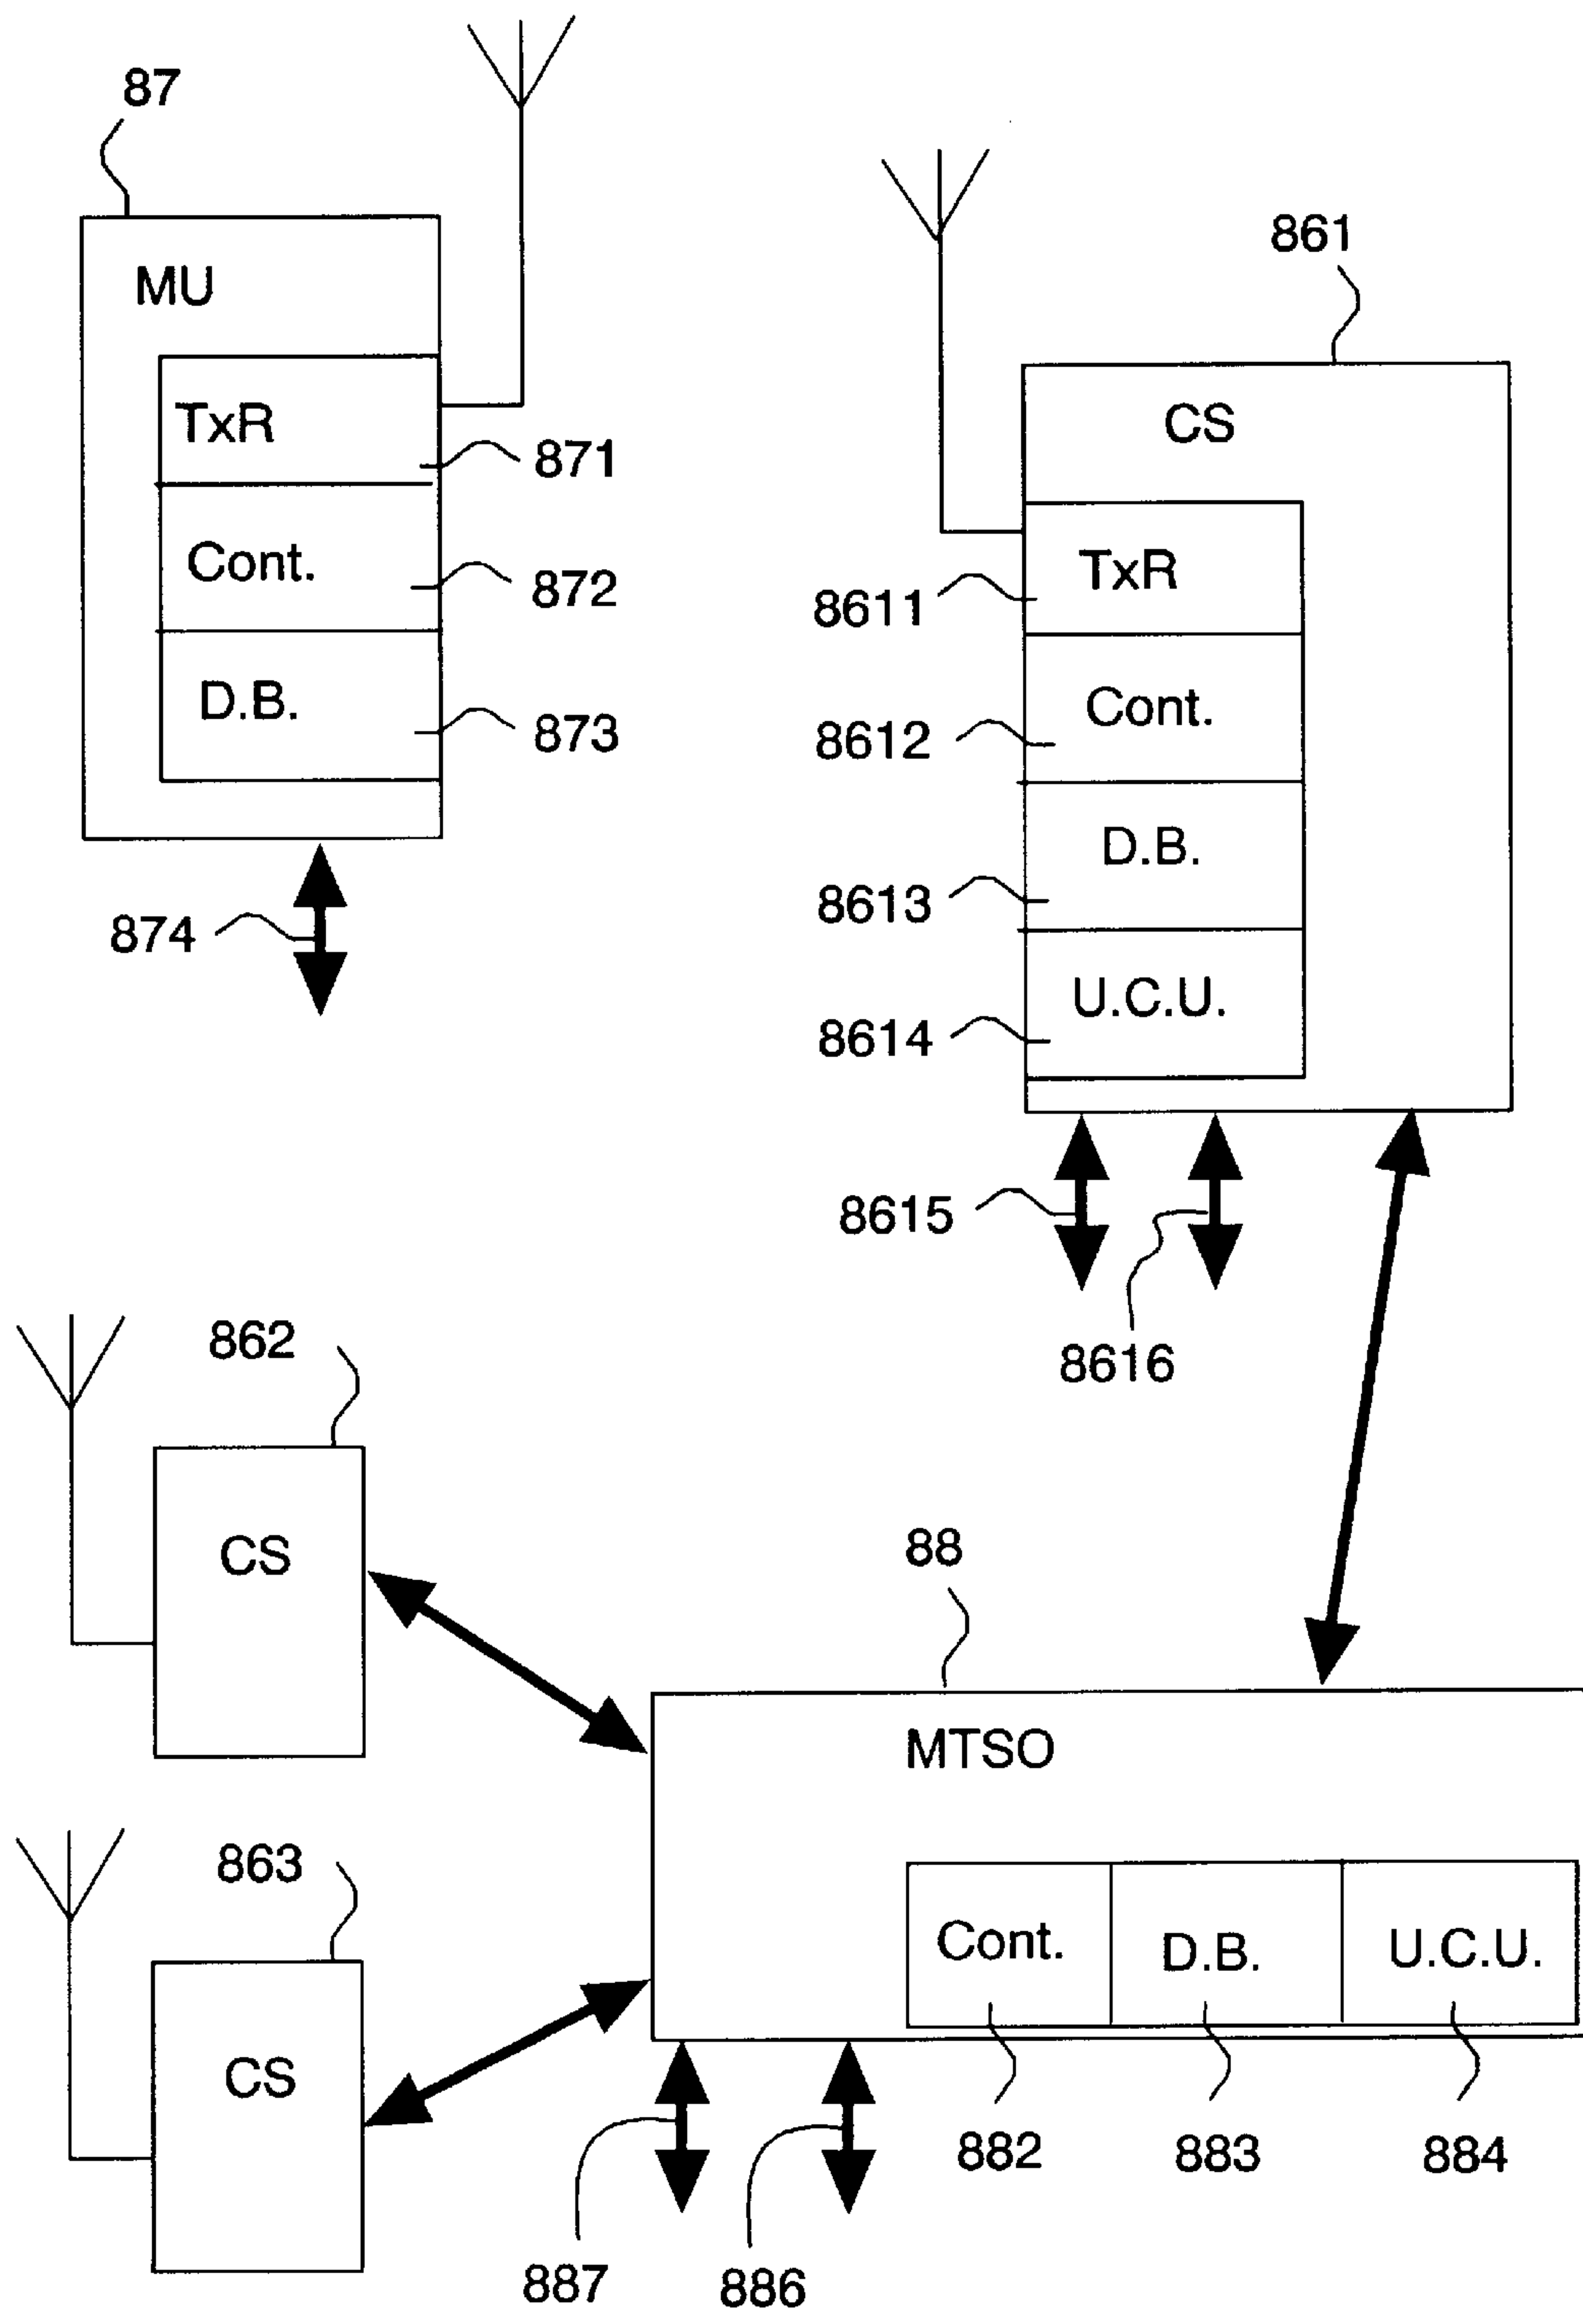 87
MU
TxR
871
Cont.
872
D.B.
873
874
861
CS
TxR
8611
Cont.
8612
D.B.
8613
U.C.U.
8614
8615
8616
862
CS
863
CS
88
MTSO
Cont.
D.B.
U.C.U.
882
883
884
887
886